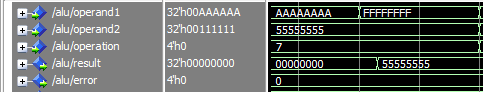 /alu/operand1 32'h00AAAAAA AAAAAAAA FFFFFFFF
/alu/operand2 32'h00111111 55555555
/alu/operation 4'h0 7
/alu/result 32'h00000000 00000000 55555555
/alu/error 4'h0 0